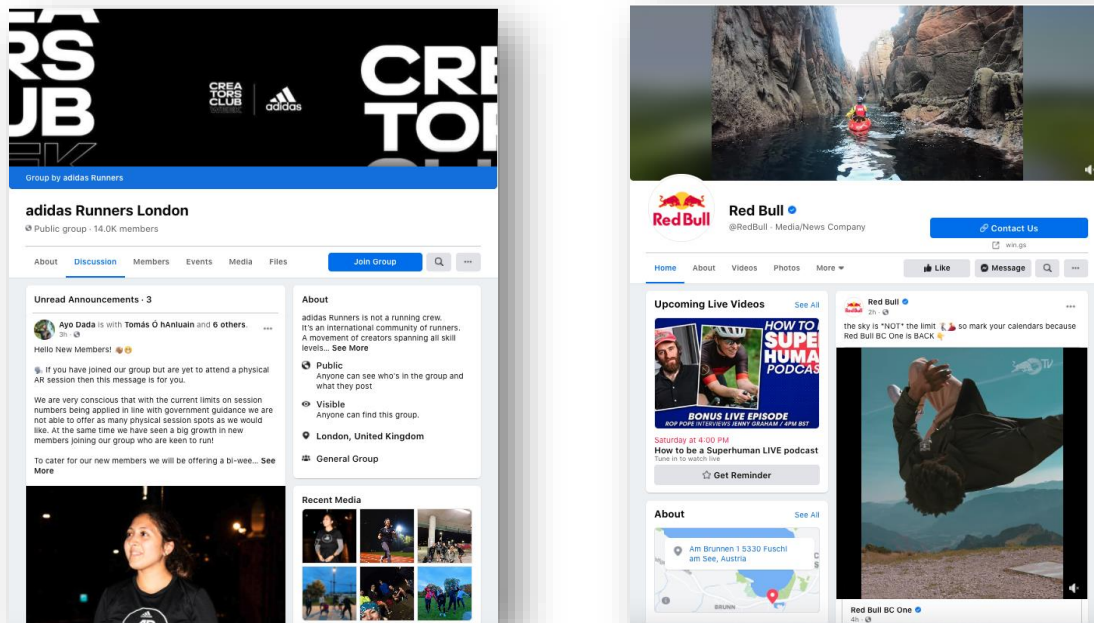 RS
UB
CREA
TORS
CLUB
WEEK
adidas
CRE
TO
Group by adidas Runners
adidas Runners London
Public group · 14.0K members
About Discussion Members Events Media Files Join Group
Unread Announcements · 3
Ayo Dada is with Tomás Ó hAnluain and 6 others.
3h
Hello New Members!
If you have joined our group but are yet to attend a physical
AR session then this message is for you.
We are very conscious that with the current limits on session
numbers being applied in line with government guidance we are
not able to offer as many physical session spots as we would
like. At the same time we have seen a big growth in new
members joining our group who are keen to run!
To cater for our new members we will be offering a bi-wee... See
More
About
adidas Runners is not a running crew.
It's an international community of runners.
A movement of creators spanning all skill
levels... See More
Public
Anyone can see who's in the group and
what they post
Visible
Anyone can find this group.
London, United Kingdom
General Group
Recent Media
Red Bull
Red Bull
@RedBull · Media/News Company
Contact Us
win.gs
Home About Videos Photos More Like Message
Upcoming Live Videos See All
HOW TO
SUPE
HUMA
PODCAS
BONUS LIVE EPISODE
ROP POPE INTERVIEWS JENNY GRAHAM / 4PM BST
Saturday at 4:00 PM
How to be a Superhuman LIVE podcast
Tune in to watch live
Get Reminder
About See All
Am Brunnen 1 5330 Fuschl
am See, Austria
BRUNN
Red Bull
2h
the sky is *NOT* the limit so mark your calendars because
Red Bull BC One is BACK
TV
Red Bull BC One
4h